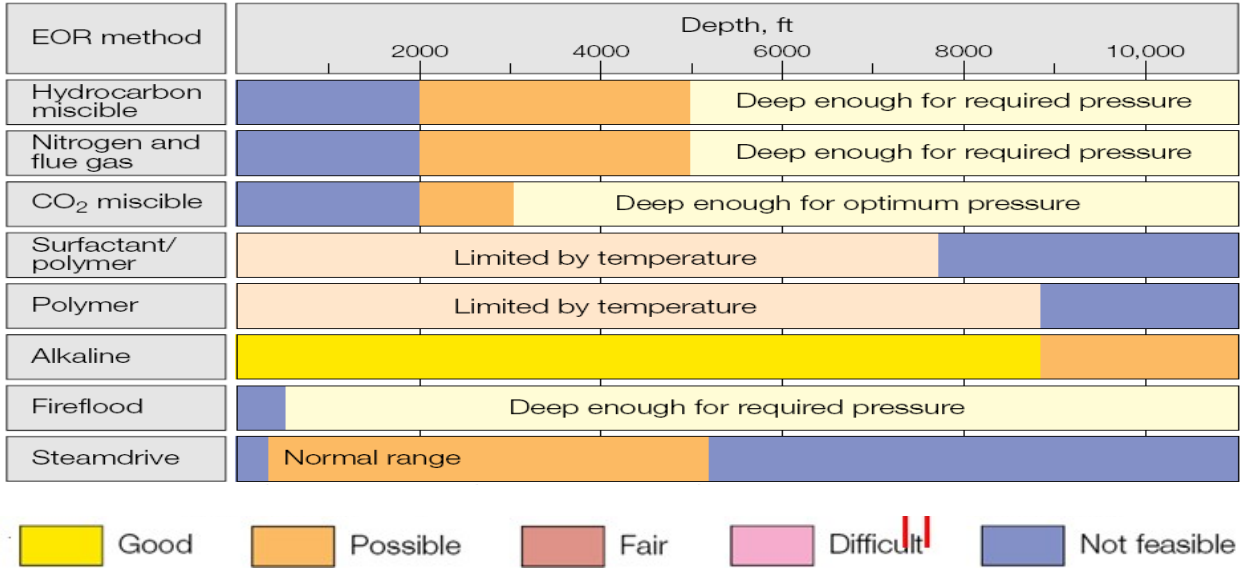 EOR method
Depth, ft
2000 4000 6000 8000 10,000
Hydrocarbon
miscible
Deep enough for required pressure
Nitrogen and
flue gas
Deep enough for required pressure
CO₂ miscible
Deep enough for optimum pressure
Surfactant/
polymer
Limited by temperature
Polymer
Limited by temperature
Alkaline
Fireflood
Deep enough for required pressure
Steamdrive
Normal range
Good Possible Fair Difficult Not feasible